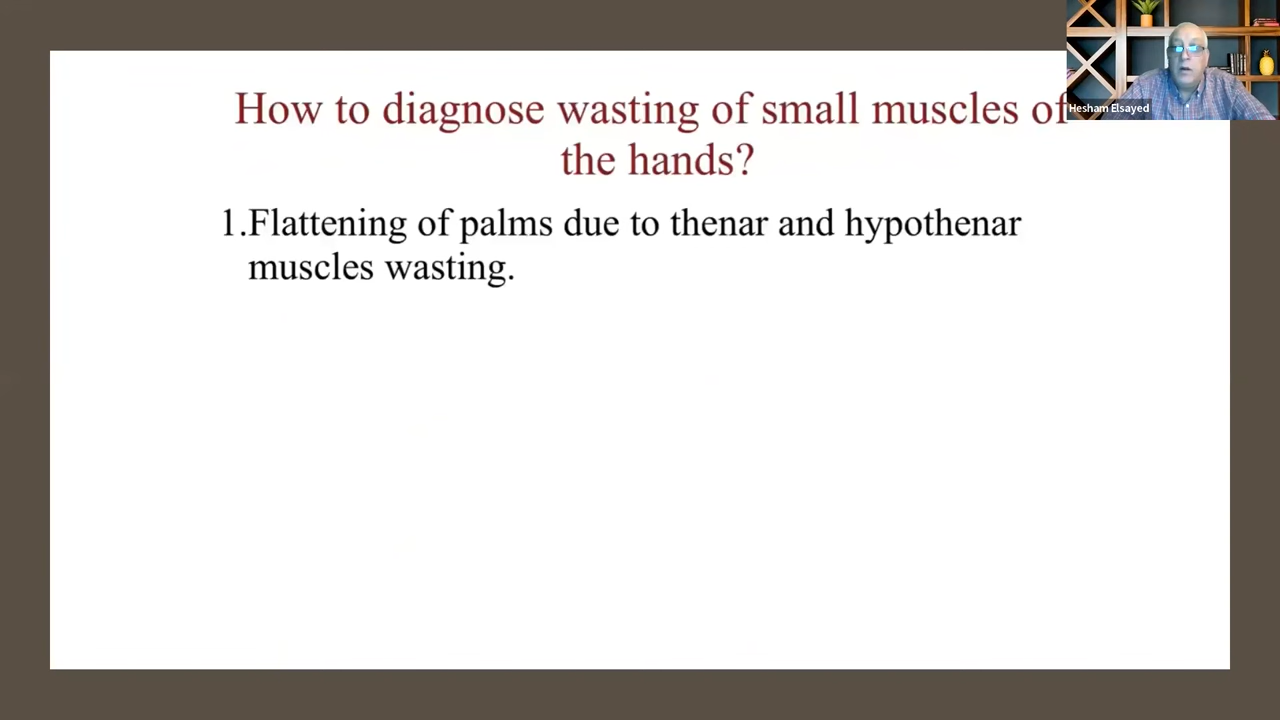 How to diagnose wasting of small muscles of
the hands?
Hesham Elsayed
1.Flattening of palms due to thenar and hypothenar
muscles wasting.